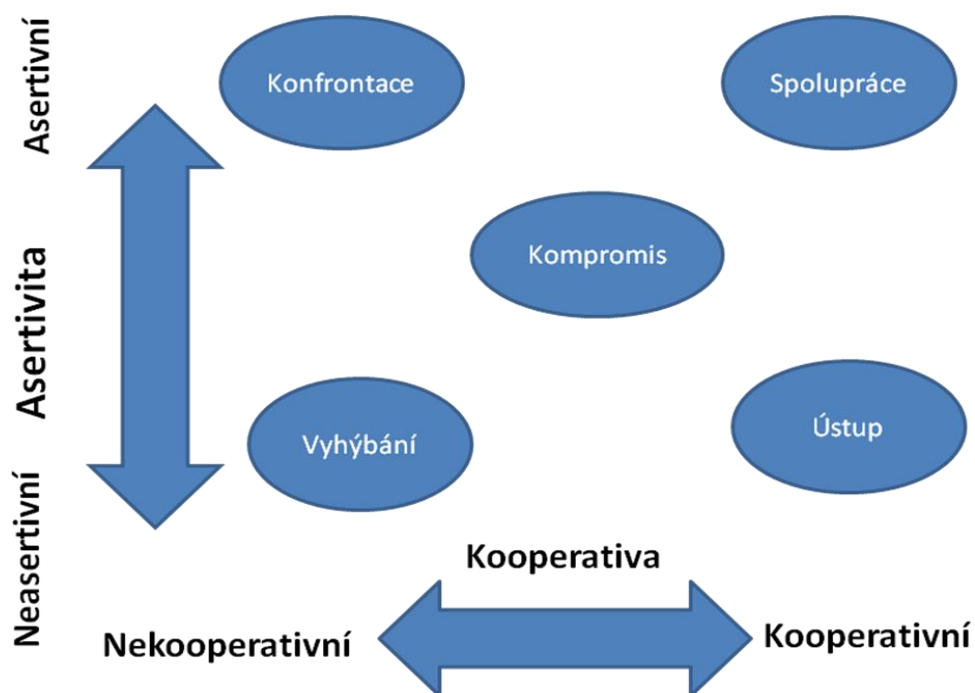 Asertivní
Konfrontace
Spolupráce
Asertivita
Kompromis
Vyhýbání
Ústup
Neasertivní
Kooperativa
Nekooperativní
Kooperativní